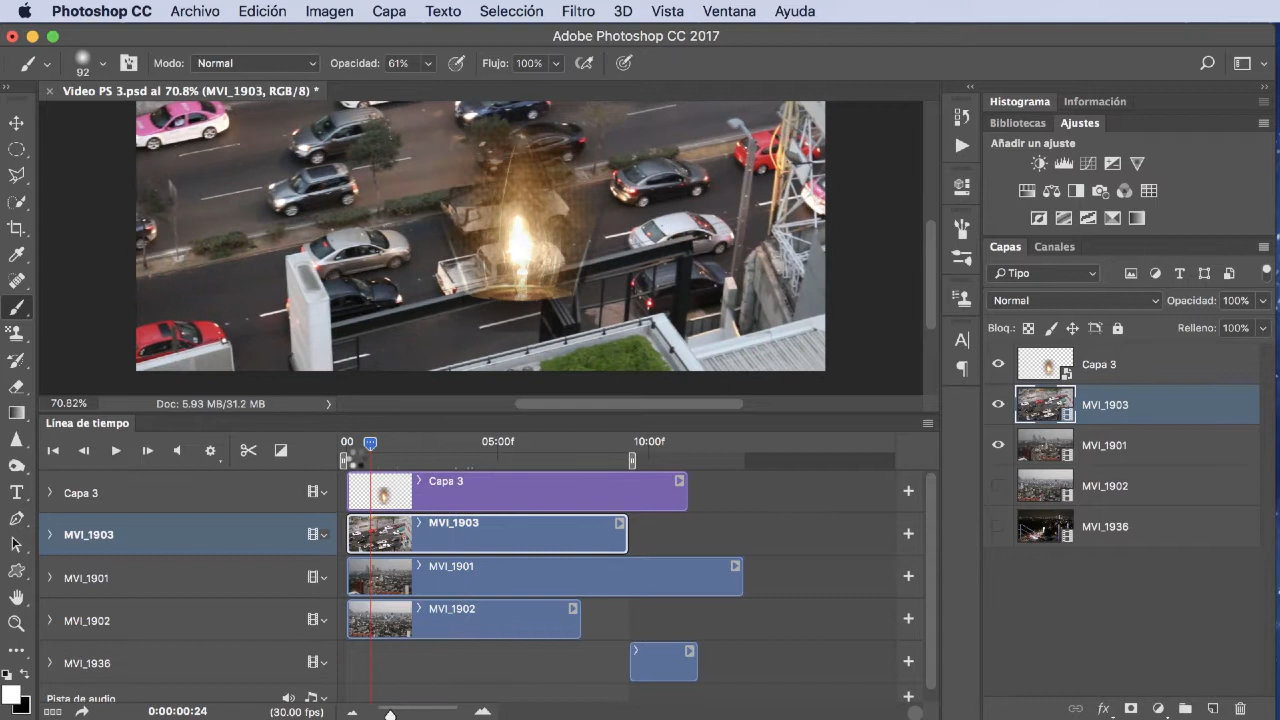 Photoshop CC Archivo Edición Imagen Capa Texto Selección Filtro 3D Vista Ventana Ayuda
Adobe Photoshop CC 2017
92 Modo: Normal Opacidad: 61% Flujo: 100%
Video PS 3.psd al 70.8% (MVI_1903, RGB/8) *
Histograma Información
Bibliotecas Ajustes
Añadir un ajuste
Capas Canales
Tipo
Normal Opacidad: 100%
Bloq.: Relleno: 100%
Capa 3
MVI_1903
MVI_1901
MVI_1902
MVI_1936
70.82% Doc: 5.93 MB/31.2 MB
Línea de tiempo
00 05:00f 10:00f
Capa 3 Capa 3
MVI_1903 MVI_1903
MVI_1901 MVI_1901
MVI_1902 MVI_1902
MVI_1936
Pista de audio
0:00:00:24 (30.00 fps)